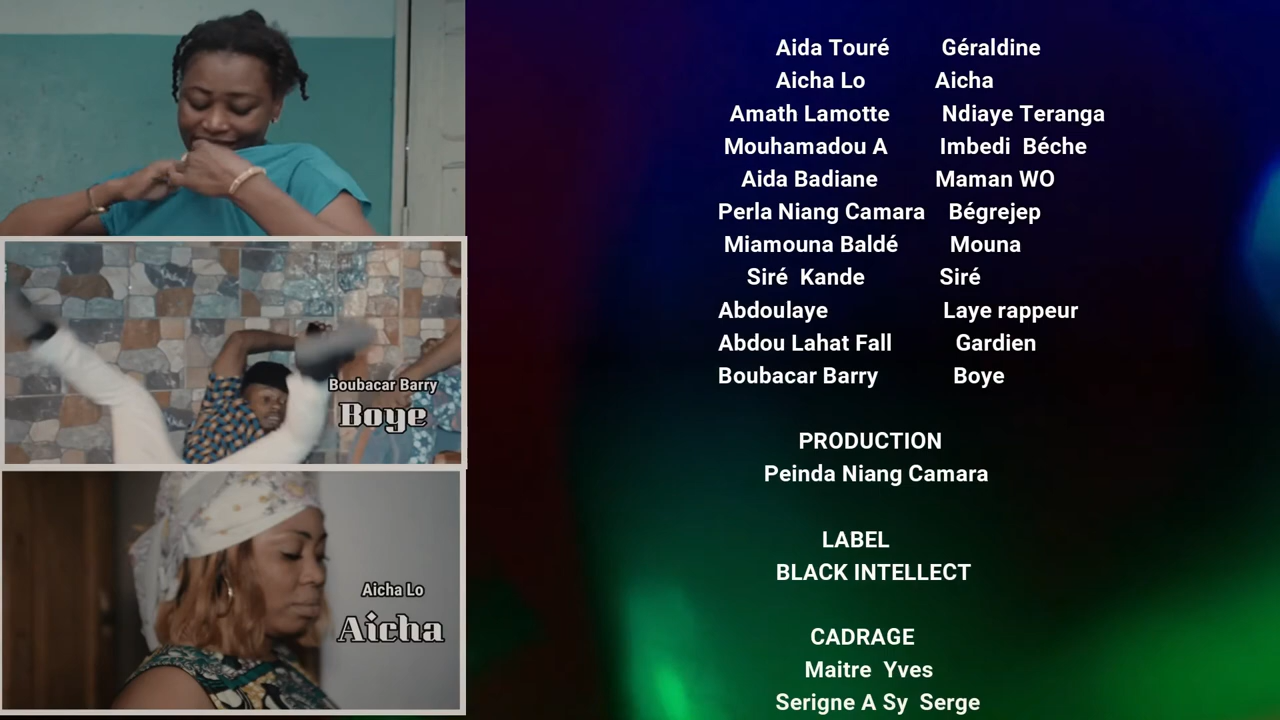 Boubacar Barry
Boye
Aicha Lo
Aicha
Aida Touré Géraldine
Aicha Lo Aicha
Amath Lamotte Ndiaye Teranga
Mouhamadou A Imbedi Béche
Aida Badiane Maman WO
Perla Niang Camara Bégrejep
Miamouna Baldé Mouna
Siré Kande Siré
Abdoulaye Laye rappeur
Abdou Lahat Fall Gardien
Boubacar Barry Boye
PRODUCTION
Peinda Niang Camara
LABEL
BLACK INTELLECT
CADRAGE
Maitre Yves
Serigne A Sy Serge